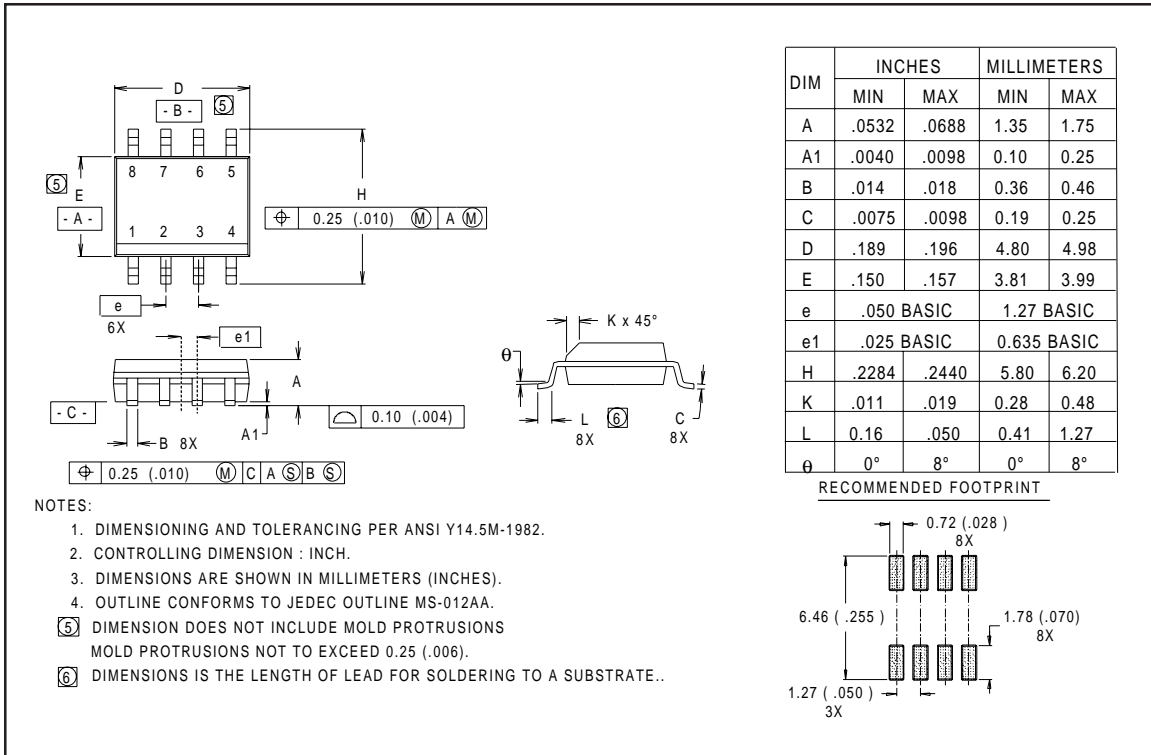 D
- B -
5
8 7 6 5
5
E
- A -
H
⌖ 0.25 (.010) Ⓜ A Ⓜ
1 2 3 4
e
6X
e1
A
- C -
B 8X
A1
⌓ 0.10 (.004)
⌖ 0.25 (.010) Ⓜ C A Ⓢ B Ⓢ
K x 45°
θ
L
8X
6
C
8X
DIM INCHES MILLIMETERS
MIN MAX MIN MAX
A .0532 .0688 1.35 1.75
A1 .0040 .0098 0.10 0.25
B .014 .018 0.36 0.46
C .0075 .0098 0.19 0.25
D .189 .196 4.80 4.98
E .150 .157 3.81 3.99
e .050 BASIC 1.27 BASIC
e1 .025 BASIC 0.635 BASIC
H .2284 .2440 5.80 6.20
K .011 .019 0.28 0.48
L 0.16 .050 0.41 1.27
θ 0° 8° 0° 8°
RECOMMENDED FOOTPRINT
0.72 (.028 )
8X
6.46 ( .255 )
1.78 (.070)
8X
1.27 ( .050 )
3X
NOTES:
1. DIMENSIONING AND TOLERANCING PER ANSI Y14.5M-1982.
2. CONTROLLING DIMENSION : INCH.
3. DIMENSIONS ARE SHOWN IN MILLIMETERS (INCHES).
4. OUTLINE CONFORMS TO JEDEC OUTLINE MS-012AA.
5 DIMENSION DOES NOT INCLUDE MOLD PROTRUSIONS
MOLD PROTRUSIONS NOT TO EXCEED 0.25 (.006).
6 DIMENSIONS IS THE LENGTH OF LEAD FOR SOLDERING TO A SUBSTRATE..